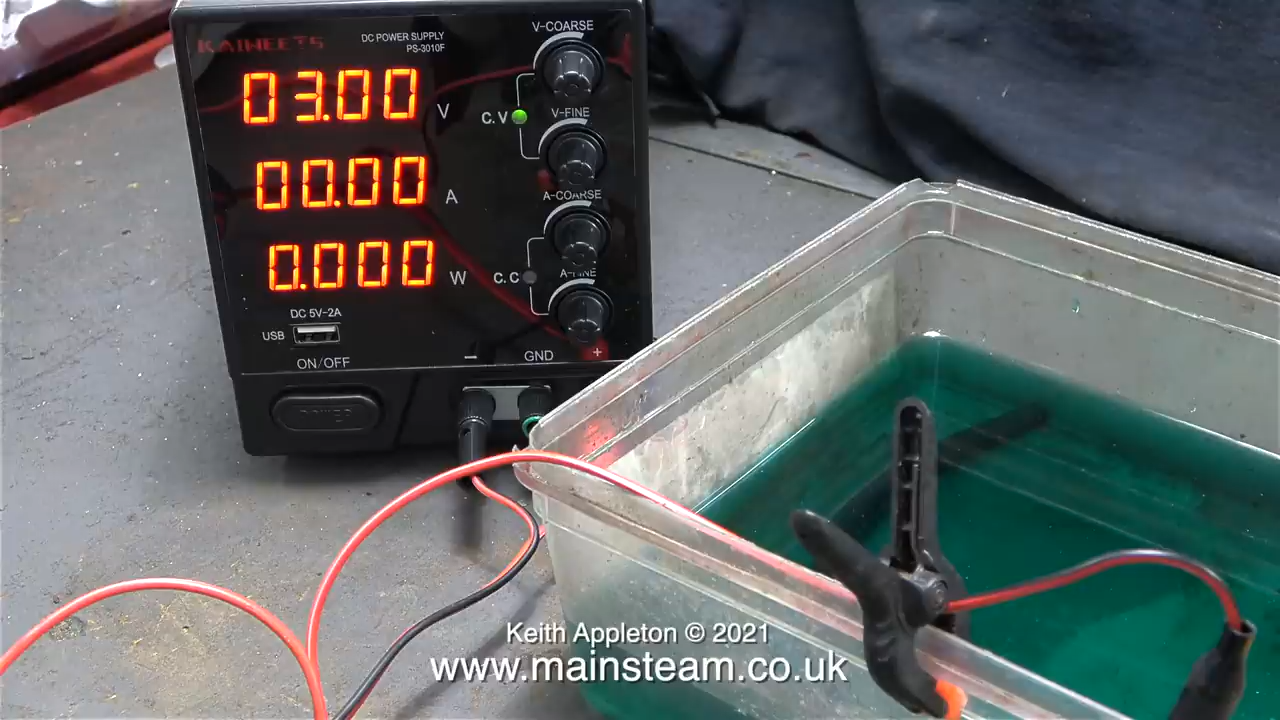 KAIWEETS
DC POWER SUPPLY
PS-3010F
V-COARSE
03.00 V
C.V
V-FINE
00.00 A
A-COARSE
0.000 W
C.C
A-FINE
DC 5V-2A
USB
ON/OFF
— GND +
POWER
Keith Appleton © 2021
www.mainsteam.co.uk